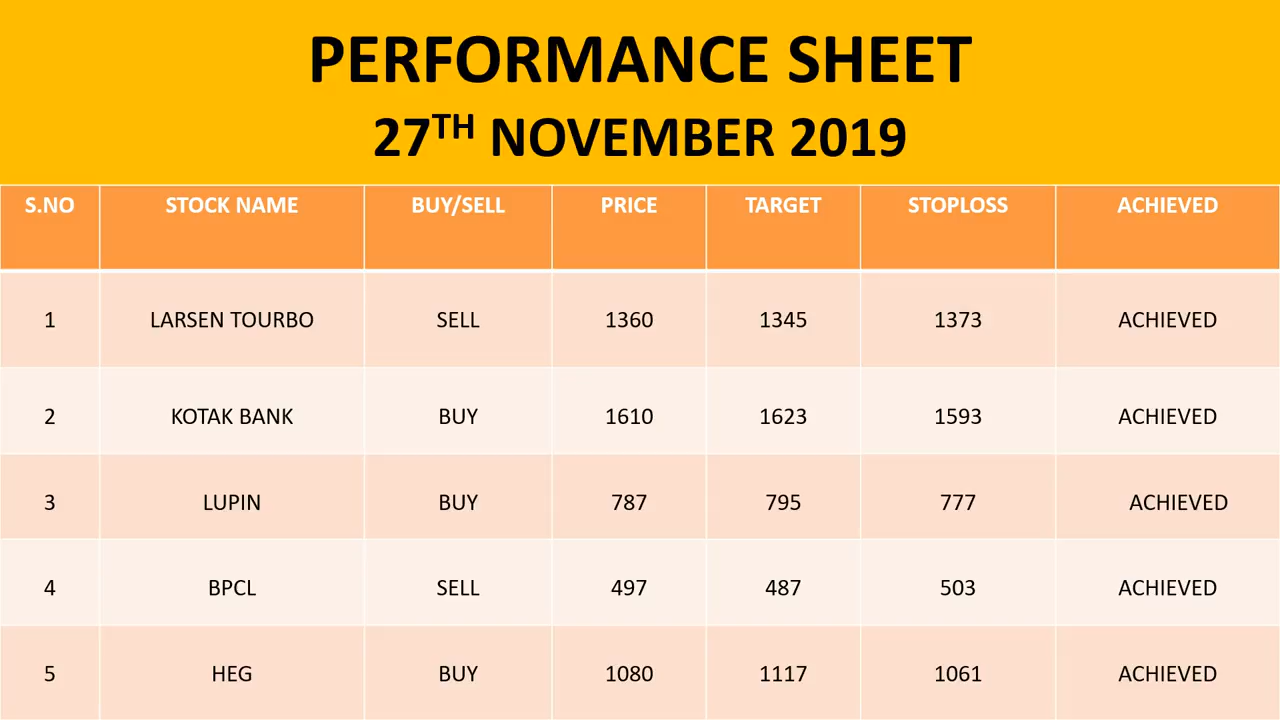 PERFORMANCE SHEET
27TH NOVEMBER 2019
S.NO STOCK NAME BUY/SELL PRICE TARGET STOPLOSS ACHIEVED
1 LARSEN TOURBO SELL 1360 1345 1373 ACHIEVED
2 KOTAK BANK BUY 1610 1623 1593 ACHIEVED
3 LUPIN BUY 787 795 777 ACHIEVED
4 BPCL SELL 497 487 503 ACHIEVED
5 HEG BUY 1080 1117 1061 ACHIEVED